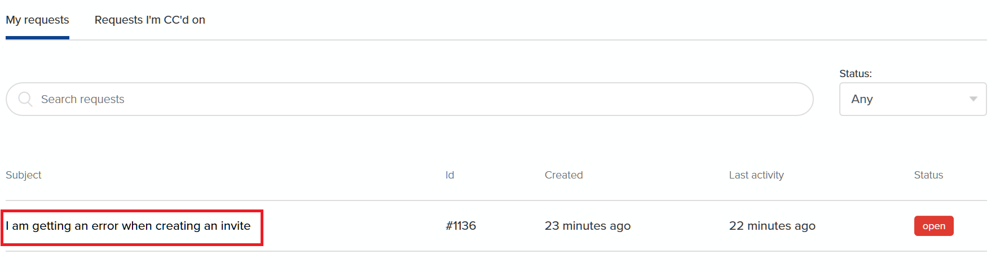 My requests Requests I'm CC'd on
Status:
Search requests Any
Subject Id Created Last activity Status
I am getting an error when creating an invite #1136 23 minutes ago 22 minutes ago open